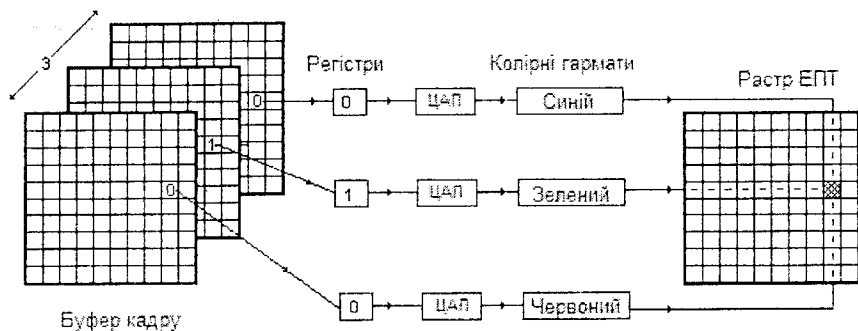 3
Регістри
Колірні гармати
Растр ЕПТ
0
0
ЦАП
Синій
1
1
ЦАП
Зелений
0
0
ЦАП
Червоний
Буфер кадру